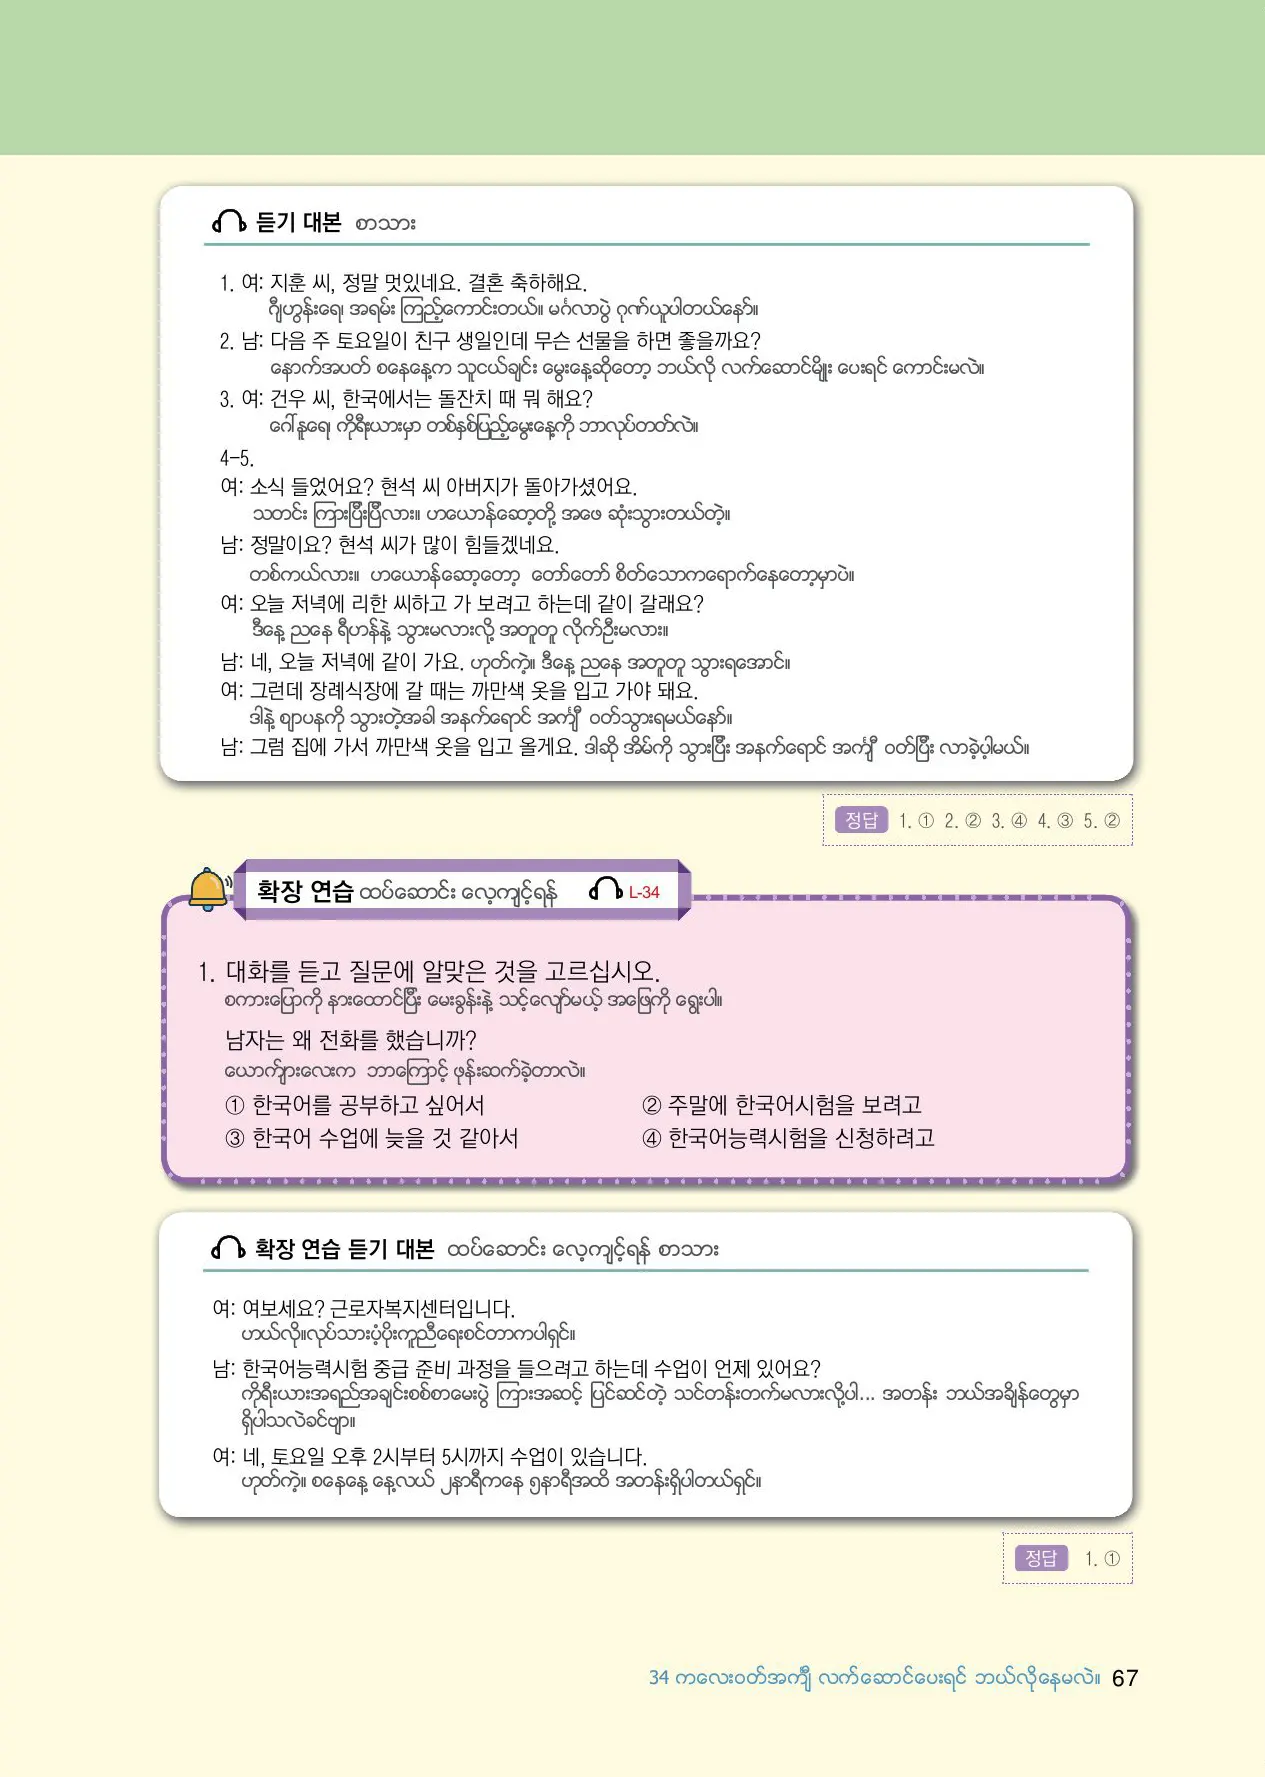 듣기 대본 စာသား
1. 여: 지훈 씨, 정말 멋있네요. 결혼 축하해요.
ဂျီဟွန်းရေ၊ အရမ်း ကြည့်ကောင်းတယ်။ မင်္ဂလာပွဲ ဂုဏ်ယူပါတယ်နော်။
2. 남: 다음 주 토요일이 친구 생일인데 무슨 선물을 하면 좋을까요?
နောက်အပတ် စနေနေ့က သူငယ်ချင်း မွေးနေ့ဆိုတော့ ဘယ်လို လက်ဆောင်မျိုး ပေးရင် ကောင်းမလဲ။
3. 여: 건우 씨, 한국에서는 돌잔치 때 뭐 해요?
ဂေါ်နူရေ၊ ကိုရီးယားမှာ တစ်နှစ်ပြည့်မွေးနေ့ကို ဘာလုပ်တတ်လဲ။
4-5.
여: 소식 들었어요? 현석 씨 아버지가 돌아가셨어요.
သတင်း ကြားပြီးပြီလား။ ဟယောန်ဆော့တို့ အဖေ ဆုံးသွားတယ်တဲ့။
남: 정말이요? 현석 씨가 많이 힘들겠네요.
တစ်ကယ်လား။ ဟယောန်ဆော့တော့ တော်တော် စိတ်သောကရောက်နေတော့မှာပဲ။
여: 오늘 저녁에 리한 씨하고 가 보려고 하는데 같이 갈래요?
ဒီနေ့ ညနေ ရီဟန်နဲ့ သွားမလားလို့ အတူတူ လိုက်ဦးမလား။
남: 네, 오늘 저녁에 같이 가요. ဟုတ်ကဲ့။ ဒီနေ့ ညနေ အတူတူ သွားရအောင်။
여: 그런데 장례식장에 갈 때는 까만색 옷을 입고 가야 돼요.
ဒါနဲ့ ဈာပနကို သွားတဲ့အခါ အနက်ရောင် အင်္ကျီ ဝတ်သွားရမယ်နော်။
남: 그럼 집에 가서 까만색 옷을 입고 올게요. ဒါဆို အိမ်ကို သွားပြီး အနက်ရောင် အင်္ကျီ ဝတ်ပြီး လာခဲ့ပါ့မယ်။
정답 1. ① 2. ② 3. ④ 4. ③ 5. ②
확장 연습 ထပ်ဆောင်း လေ့ကျင့်ရန် L-34
1. 대화를 듣고 질문에 알맞은 것을 고르십시오.
စကားပြောကို နားထောင်ပြီး မေးခွန်းနဲ့ သင့်လျော်မယ့် အဖြေကို ရွေးပါ။
남자는 왜 전화를 했습니까?
ယောက်ျားလေးက ဘာကြောင့် ဖုန်းဆက်ခဲ့တာလဲ။
① 한국어를 공부하고 싶어서 ② 주말에 한국어시험을 보려고
③ 한국어 수업에 늦을 것 같아서 ④ 한국어능력시험을 신청하려고
확장 연습 듣기 대본 ထပ်ဆောင်း လေ့ကျင့်ရန် စာသား
여: 여보세요? 근로자복지센터입니다.
ဟယ်လို။လုပ်သားပံ့ပိုးကူညီရေးစင်တာကပါရှင်။
남: 한국어능력시험 중급 준비 과정을 들으려고 하는데 수업이 언제 있어요?
ကိုရီးယားအရည်အချင်းစစ်စာမေးပွဲ ကြားအဆင့် ပြင်ဆင်တဲ့ သင်တန်းတက်မလားလို့ပါ... အတန်း ဘယ်အချိန်တွေမှာ
ရှိပါသလဲခင်ဗျာ။
여: 네, 토요일 오후 2시부터 5시까지 수업이 있습니다.
ဟုတ်ကဲ့။ စနေနေ့ နေ့လယ် ၂နာရီကနေ ၅နာရီအထိ အတန်းရှိပါတယ်ရှင်။
정답 1. ①
34 ကလေးဝတ်အင်္ကျီ လက်ဆောင်ပေးရင် ဘယ်လိုနေမလဲ။ 67